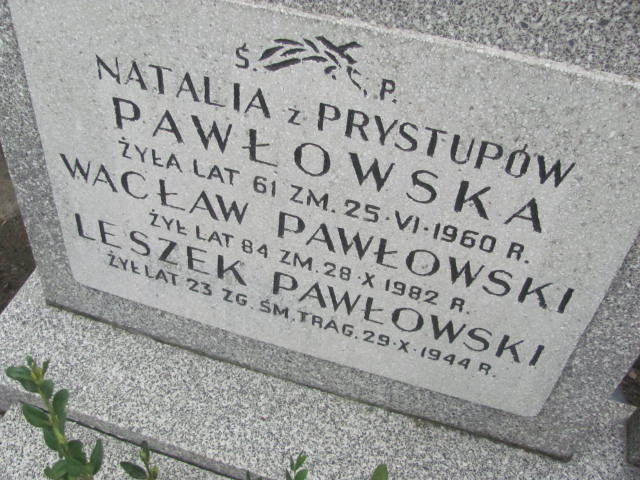 Ś. P.
NATALIA z PRYSTUPÓW
PAWŁOWSKA
ŻYŁA LAT 61 ZM. 25·VI·1960 R.
WACŁAW PAWŁOWSKI
ŻYŁ LAT 84 ZM. 28·X·1982 R.
LESZEK PAWŁOWSKI
ŻYŁ LAT 23 ZG. ŚM. TRAG. 29·X·1944 R.